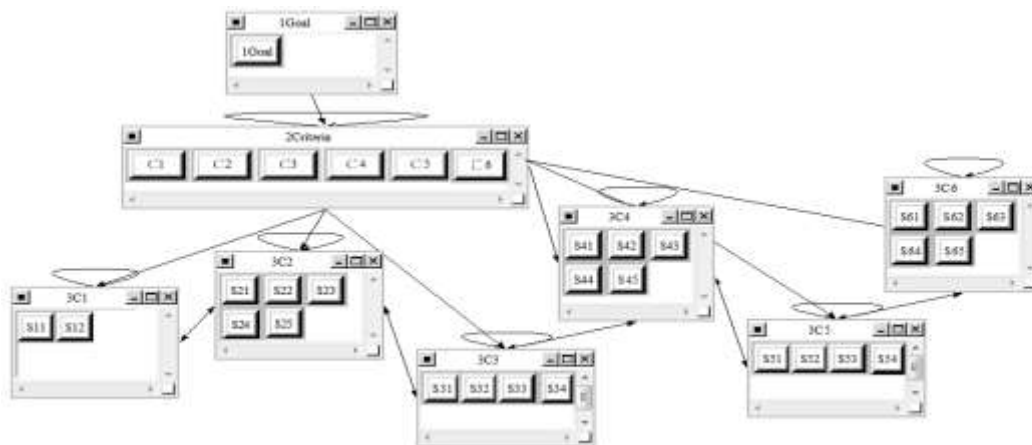 1Goal
1Goal
2Criteria
C1 C2 C3 C4 C5 C6
3C6
S61 S62 S63
S64 S65
3C4
S41 S42 S43
S44 S45
3C2
S21 S22 S23
S24 S25
3C1
S11 S12
3C5
S51 S52 S53 S54
3C3
S31 S32 S33 S34